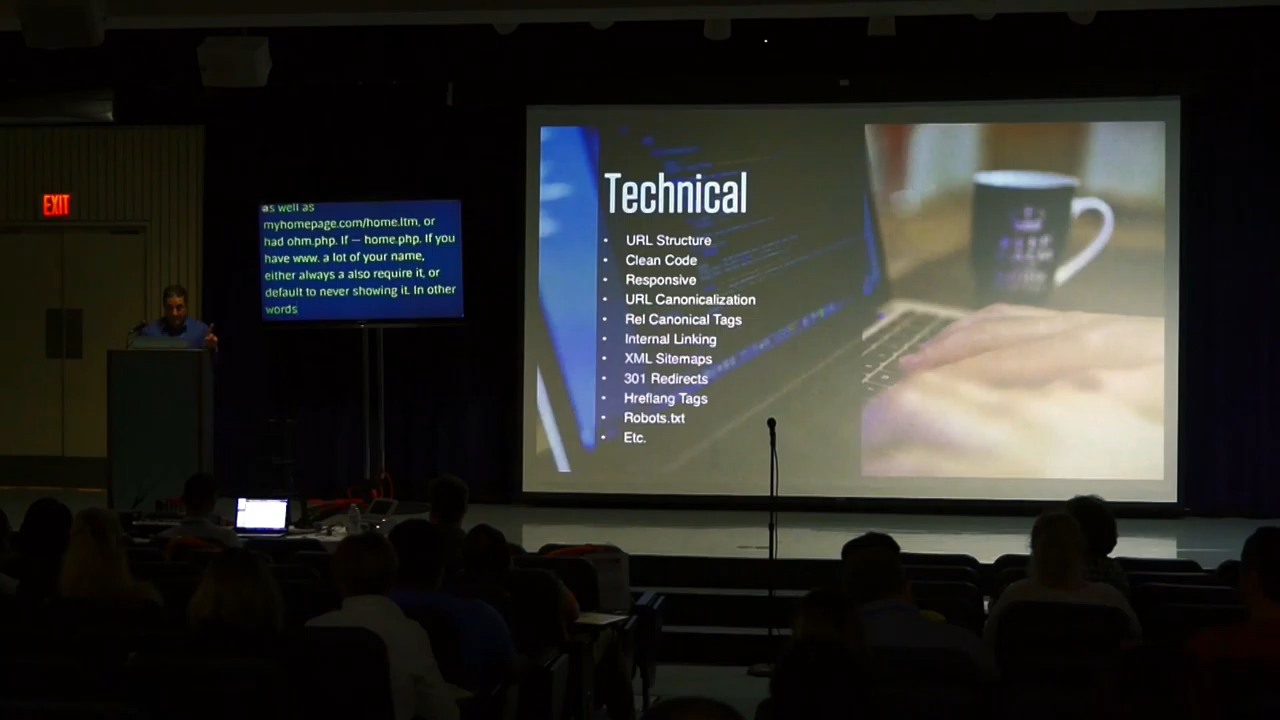 EXIT
as well as
myhomepage.com/home.ltm, or
had ohm.php. If — home.php. If you
have www. a lot of your name,
either always a also require it, or
default to never showing it. In other
words
Technical
• URL Structure
• Clean Code
• Responsive
• URL Canonicalization
• Rel Canonical Tags
• Internal Linking
• XML Sitemaps
• 301 Redirects
• Hreflang Tags
• Robots.txt
• Etc.